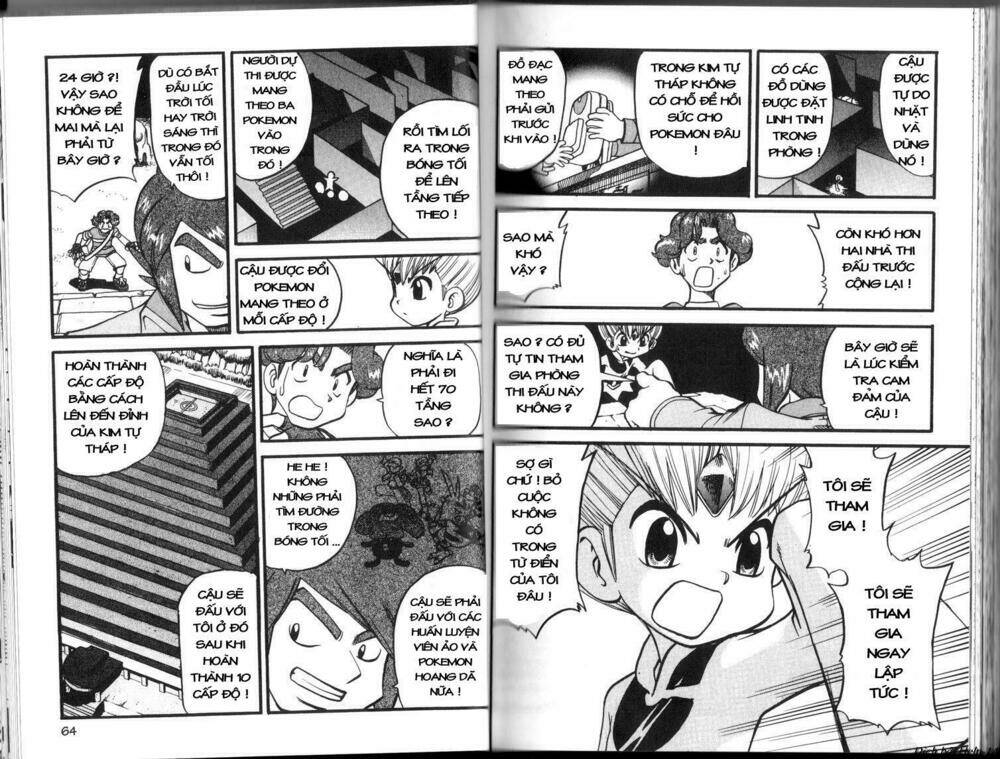 24 GIỜ ?!
VẬY SAO
KHÔNG ĐỂ
MAI MÀ LẠI
PHẢI TỪ
BÂY GIỜ ?
DÙ CÓ BẮT
ĐẦU LÚC
TRỜI TỐI
HAY TRỜI
SÁNG THÌ
TRONG ĐÓ
VẪN TỐI
THÔI !
NGƯỜI DỰ
THI ĐƯỢC
MANG
THEO BA
POKEMON
VÀO
TRONG
ĐÓ !
RỒI TÌM LỐI
RA TRONG
BÓNG TỐI
ĐỂ LÊN
TẦNG TIẾP
THEO !
CẬU ĐƯỢC ĐỔI
POKEMON
MANG THEO Ở
MỖI CẤP ĐỘ !
HOÀN THÀNH
CÁC CẤP ĐỘ
BẰNG CÁCH
LÊN ĐẾN ĐỈNH
CỦA KIM TỰ
THÁP !
CẬU SẼ
ĐẤU VỚI
TÔI Ở ĐÓ
SAU KHI
HOÀN
THÀNH 10
CẤP ĐỘ !
NGHĨA LÀ
PHẢI ĐI
HẾT 70
TẦNG
SAO ?
HE HE !
KHÔNG
NHỮNG PHẢI
TÌM ĐƯỜNG
TRONG
BÓNG TỐI ...
CẬU SẼ PHẢI
ĐẤU VỚI CÁC
HUẤN LUYỆN
VIÊN ẢO VÀ
POKEMON
HOANG DÃ
NỮA !
64
ĐỒ ĐẠC
MANG
THEO
PHẢI GỬI
TRƯỚC
KHI VÀO !
TRONG KIM TỰ
THÁP KHÔNG
CÓ CHỖ ĐỂ HỒI
SỨC CHO
POKEMON ĐÂU
!
CÓ CÁC
ĐỒ DÙNG
ĐƯỢC ĐẶT
LINH TINH
TRONG
PHÒNG !
CẬU
ĐƯỢC
TỰ DO
NHẶT VÀ
DÙNG
NÓ !
SAO MÀ
KHÓ
VẬY ?
CÒN KHÓ HƠN
HAI NHÀ THI
ĐẤU TRƯỚC
CỘNG LẠI !
SAO ? CÓ ĐỦ
TỰ TIN THAM
GIA PHÒNG
THI ĐẤU NÀY
KHÔNG ?
BÂY GIỜ SẼ
LÀ LÚC KIỂM
TRA CAM
ĐẢM CỦA
CẬU !
SỢ GÌ
CHỨ ! BỎ
CUỘC
KHÔNG
CÓ
TRONG
TỪ ĐIỂN
CỦA TÔI
ĐÂU !
TÔI SẼ
THAM
GIA !
TÔI SẼ
THAM
GIA NGAY
LẬP
TỨC !